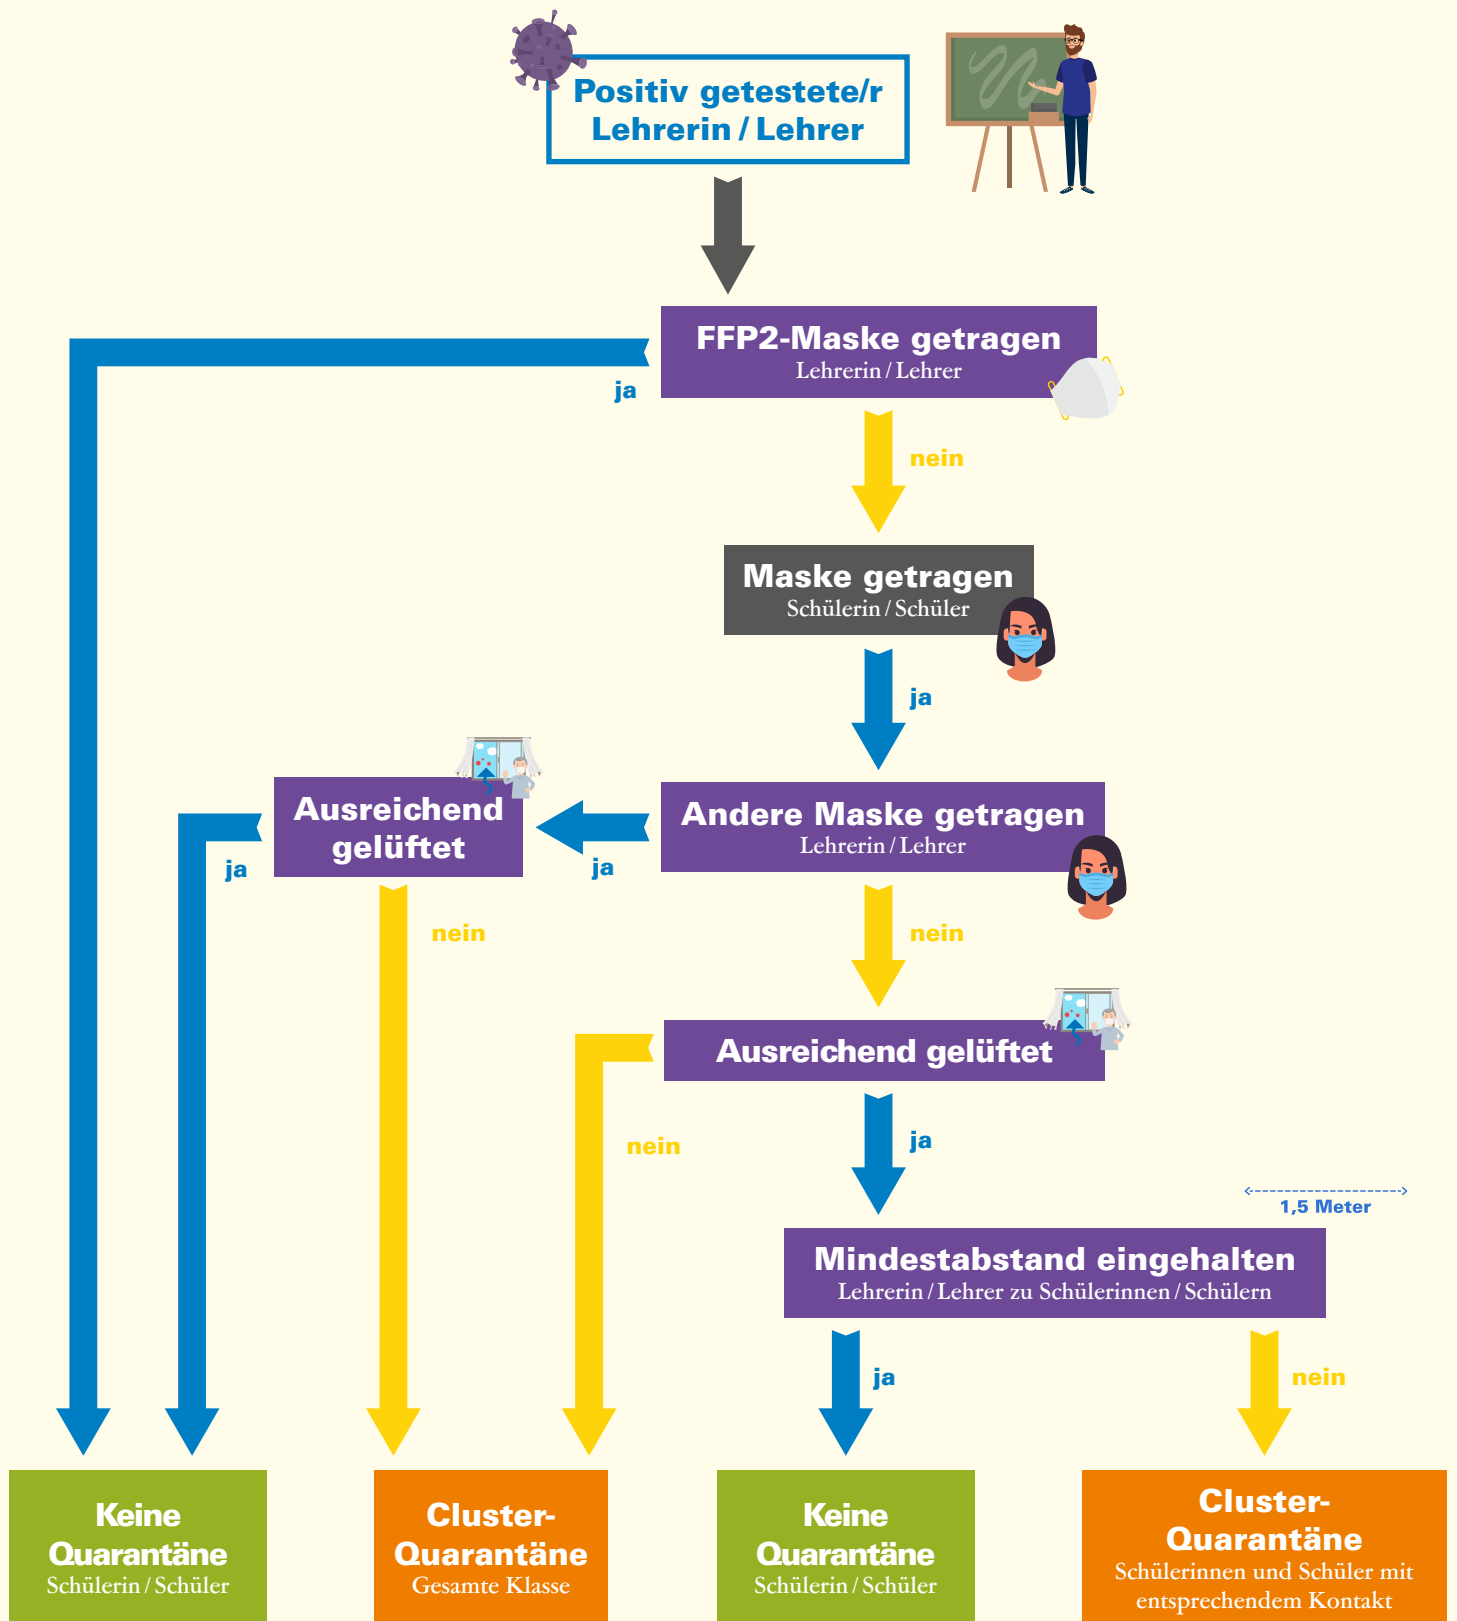 Positiv getestete/r
Lehrerin / Lehrer
FFP2-Maske getragen
Lehrerin / Lehrer
ja
nein
Maske getragen
Schülerin / Schüler
ja
Ausreichend
gelüftet
Andere Maske getragen
Lehrerin / Lehrer
ja
ja
nein
nein
Ausreichend gelüftet
nein
ja
1,5 Meter
Mindestabstand eingehalten
Lehrerin / Lehrer zu Schülerinnen / Schülern
ja
nein
Keine
Quarantäne
Schülerin / Schüler
Cluster-
Quarantäne
Gesamte Klasse
Keine
Quarantäne
Schülerin / Schüler
Cluster-
Quarantäne
Schülerinnen und Schüler mit
entsprechendem Kontakt